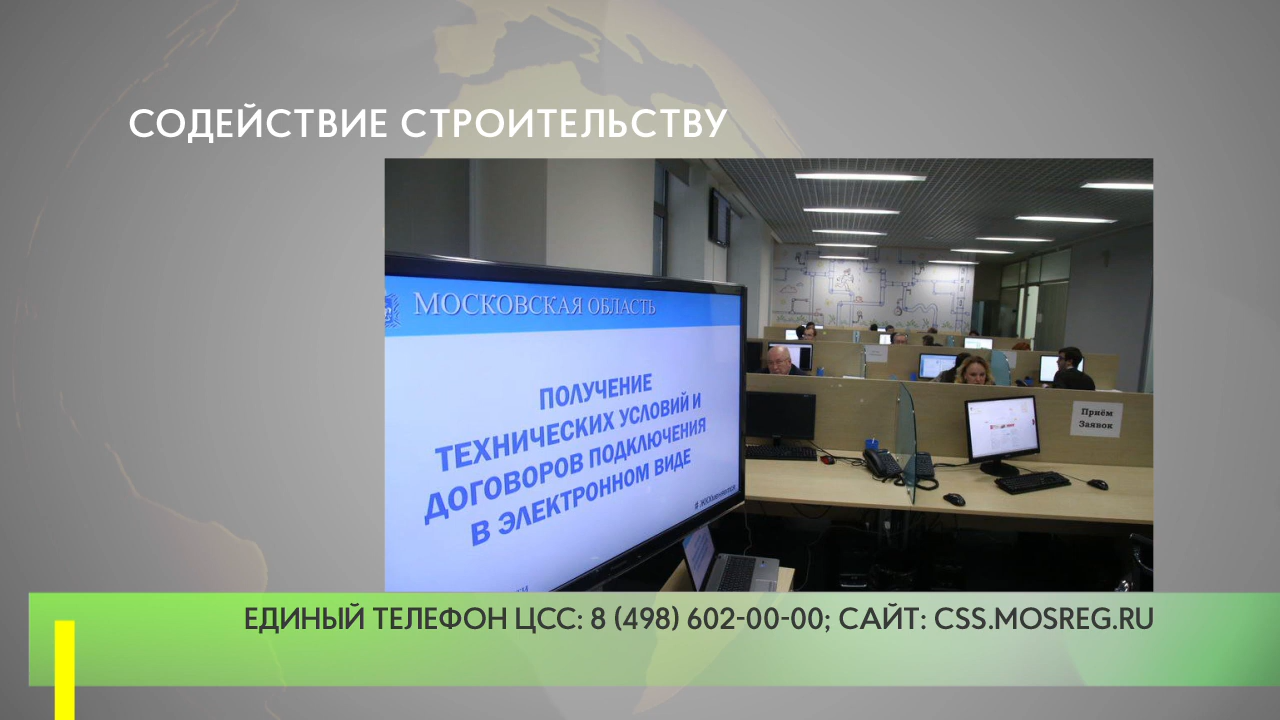 СОДЕЙСТВИЕ СТРОИТЕЛЬСТВУ
МОСКОВСКАЯ ОБЛАСТЬ
ПОЛУЧЕНИЕ
ТЕХНИЧЕСКИХ УСЛОВИЙ И
ДОГОВОРОВ ПОДКЛЮЧЕНИЯ
В ЭЛЕКТРОННОМ ВИДЕ
Приём
Заявок
ЕДИНЫЙ ТЕЛЕФОН ЦСС: 8 (498) 602-00-00; САЙТ: CSS.MOSREG.RU